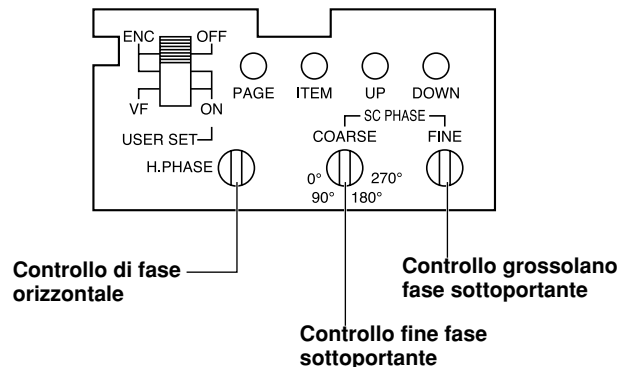 ENC OFF
PAGE ITEM UP DOWN
VF ON
SC PHASE
USER SET COARSE FINE
H.PHASE
0° 270°
90° 180°
Controllo di fase
orizzontale
Controllo grossolano
fase sottoportante
Controllo fine fase
sottoportante